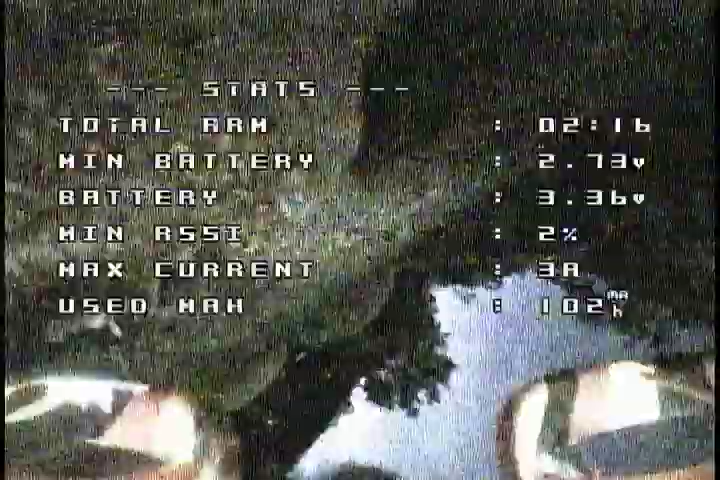 --- STATS ---
TOTAL ARM : 02:16
MIN BATTERY : 2.73v
BATTERY : 3.36v
MIN RSSI : 2%
MAX CURRENT : 3A
USED MAH : 102mAh